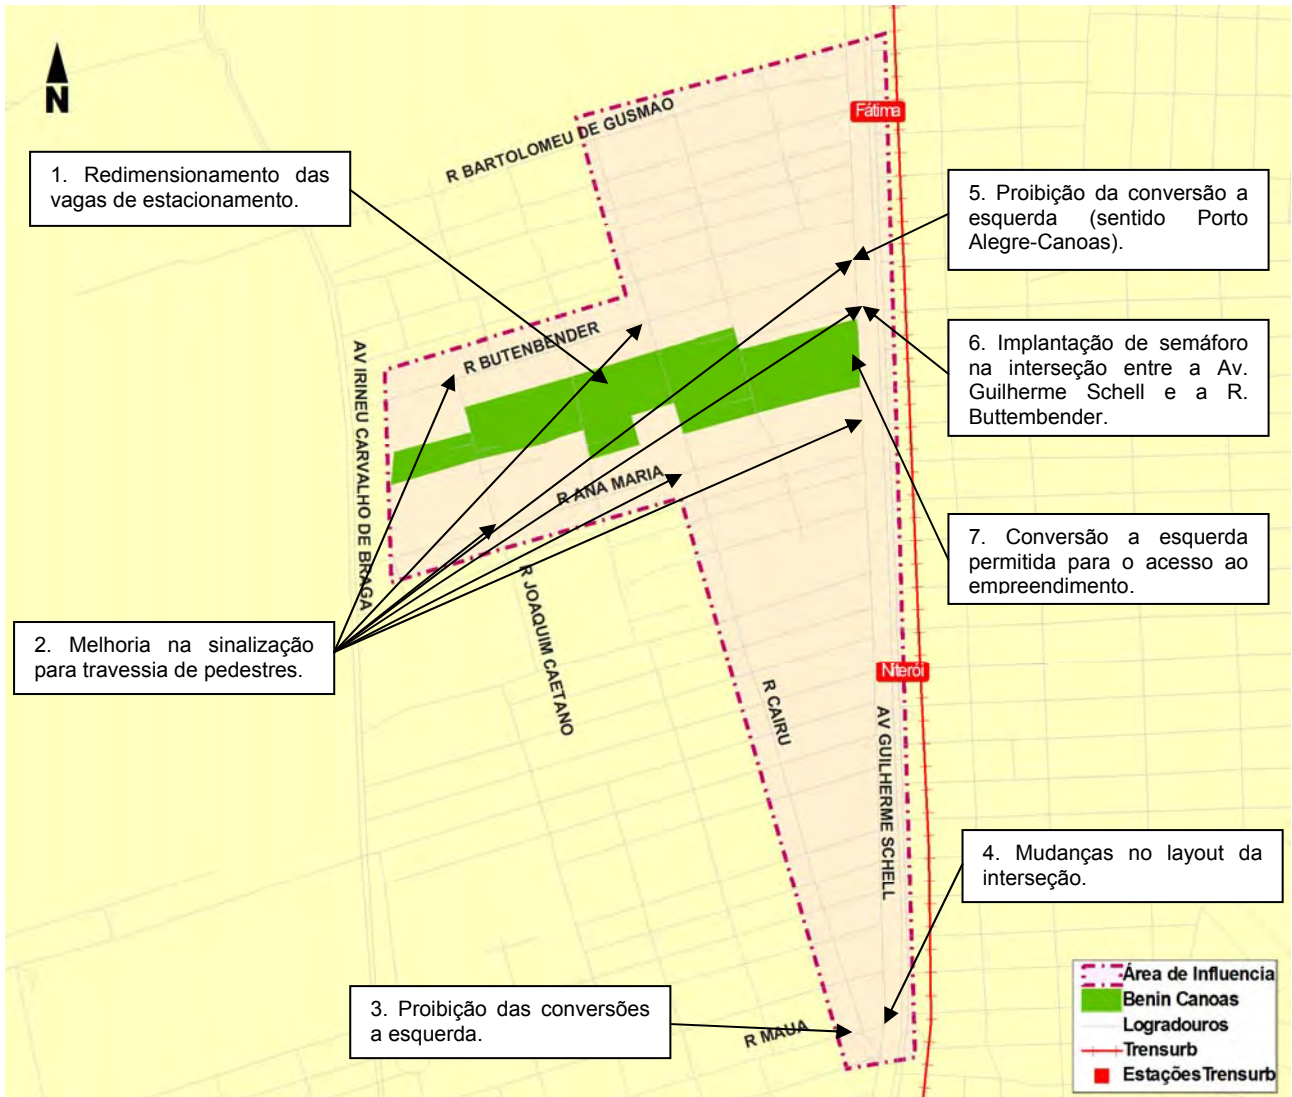 N
R BARTOLOMEU DE GUSMAO
Fátima
1. Redimensionamento das
vagas de estacionamento.
5. Proibição da conversão a
esquerda (sentido Porto
Alegre-Canoas).
R BUTENBENDER
AV IRINEU CARVALHO DE BRAGA
6. Implantação de semáforo
na interseção entre a Av.
Guilherme Schell e a R.
Buttembender.
R ANA MARIA
7. Conversão a esquerda
permitida para o acesso ao
empreendimento.
R JOAQUIM CAETANO
2. Melhoria na sinalização
para travessia de pedestres.
Niterói
R CAIRU
AV GUILHERME SCHELL
4. Mudanças no layout da
interseção.
3. Proibição das conversões
a esquerda.
R MAUA
Área de Influencia
Benin Canoas
Logradouros
Trensurb
Estações Trensurb